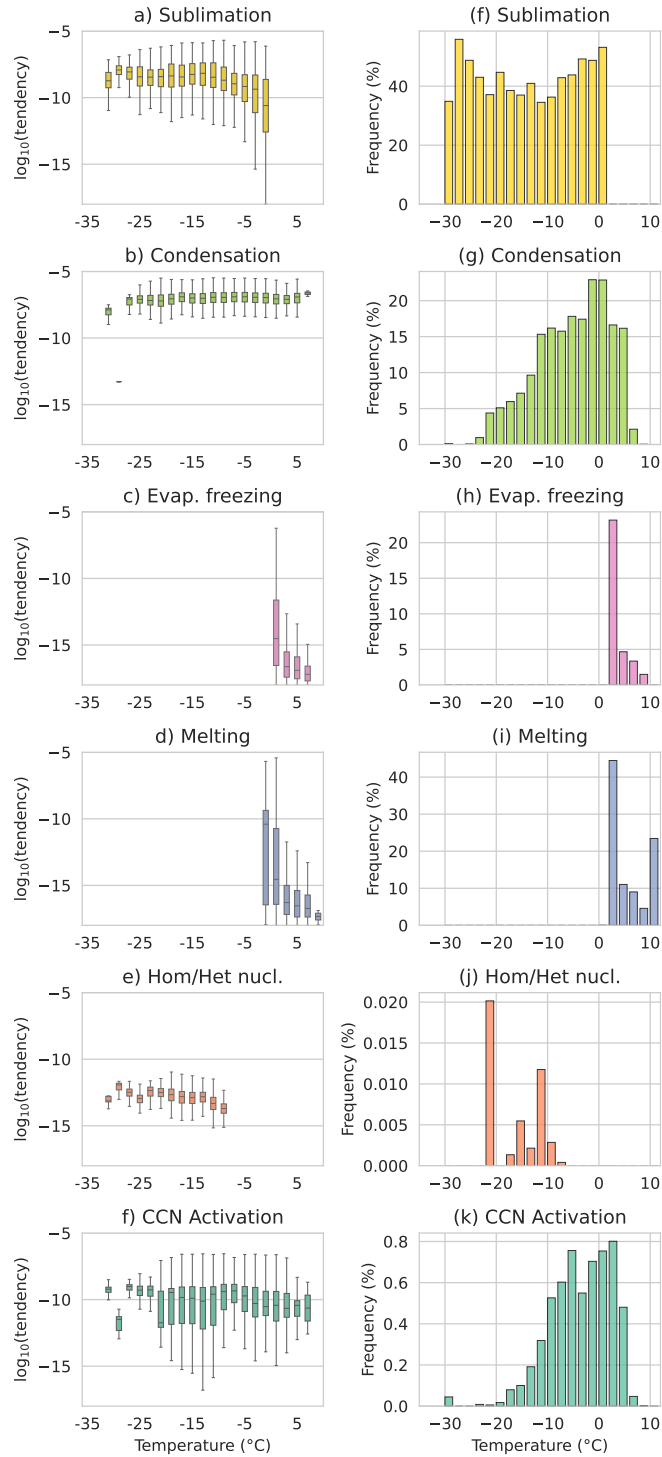 a) Sublimation
−5
−10
−15
log10(tendency)
-35 -25 -15 -5 5
(f) Sublimation
40
20
0
Frequency (%)
−30 −20 −10 0 10
b) Condensation
−5
−10
−15
log10(tendency)
-35 -25 -15 -5 5
(g) Condensation
20
15
10
5
0
Frequency (%)
−30 −20 −10 0 10
c) Evap. freezing
−5
−10
−15
log10(tendency)
-35 -25 -15 -5 5
(h) Evap. freezing
20
15
10
5
0
Frequency (%)
−30 −20 −10 0 10
d) Melting
−5
−10
−15
log10(tendency)
-35 -25 -15 -5 5
(i) Melting
40
30
20
10
0
Frequency (%)
−30 −20 −10 0 10
e) Hom/Het nucl.
−5
−10
−15
log10(tendency)
-35 -25 -15 -5 5
(j) Hom/Het nucl.
0.020
0.015
0.010
0.005
0.000
Frequency (%)
−30 −20 −10 0 10
f) CCN Activation
−5
−10
−15
log10(tendency)
-35 -25 -15 -5 5
Temperature (°C)
(k) CCN Activation
0.8
0.6
0.4
0.2
0.0
Frequency (%)
−30 −20 −10 0 10
Temperature (°C)